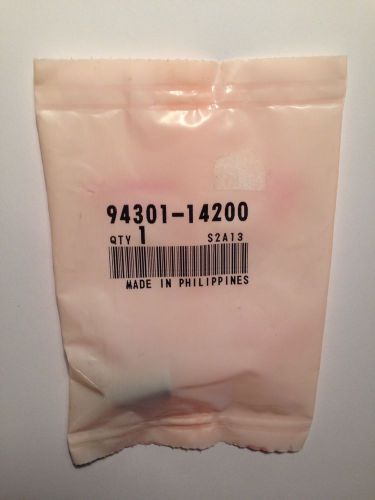 94301-14200
QTY 1 S2A13
MADE IN PHILIPPINES